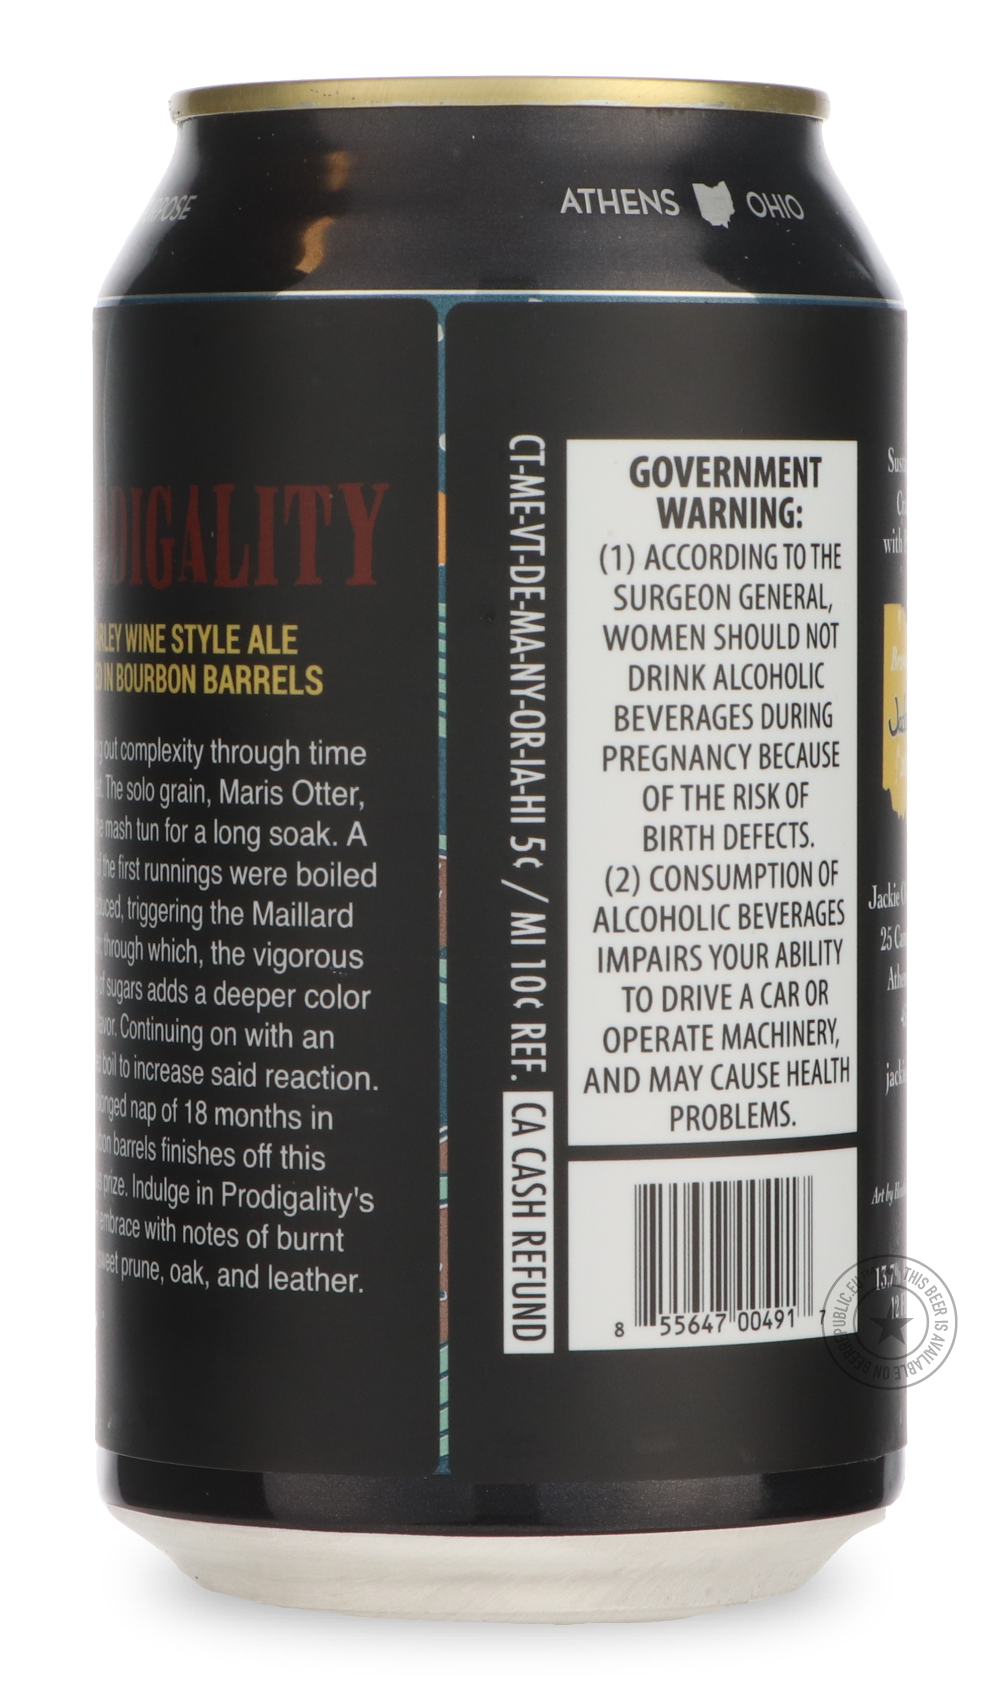 ATHENS OHIO
WINE STYLE ALE
IN BOURBON BARRELS
out complexity through time
The solo grain, Maris Otter,
mash tun for a long soak. A
the first runnings were boiled
triggering the Maillard
through which, the vigorous
of sugars adds a deeper color
Continuing on with an
boil to increase said reaction.
nap of 18 months in
barrels finishes off this
prize. Indulge in Prodigality's
embrace with notes of burnt
sweet prune, oak, and leather.
CT-ME-VT-DE-MA-NY-OR-IA-HI 5¢ / MI 10¢ REF. CA CASH REFUND
GOVERNMENT
WARNING:
(1) ACCORDING TO THE
SURGEON GENERAL,
WOMEN SHOULD NOT
DRINK ALCOHOLIC
BEVERAGES DURING
PREGNANCY BECAUSE
OF THE RISK OF
BIRTH DEFECTS.
(2) CONSUMPTION OF
ALCOHOLIC BEVERAGES
IMPAIRS YOUR ABILITY
TO DRIVE A CAR OR
OPERATE MACHINERY,
AND MAY CAUSE HEALTH
PROBLEMS.
8 55647 00491 7
with
Jackie
25
Art by
THIS BEER IS AVAILABLE ON